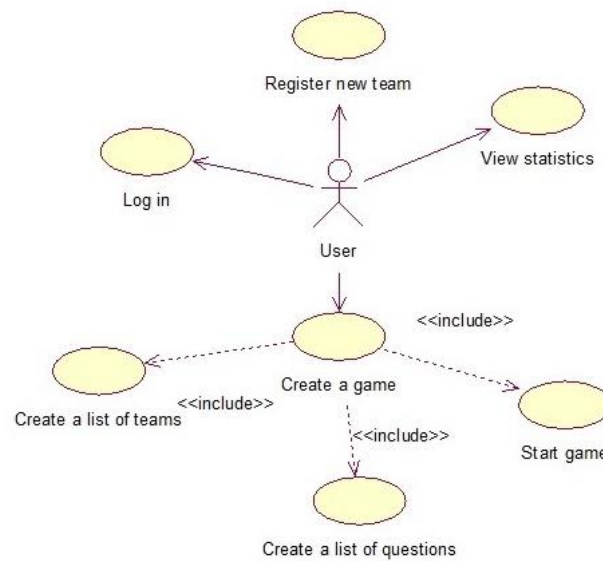 Register new team
View statistics
Log in
User
<<include>>
Create a game
<<include>>
Create a list of teams
<<include>>
Start game
Create a list of questions